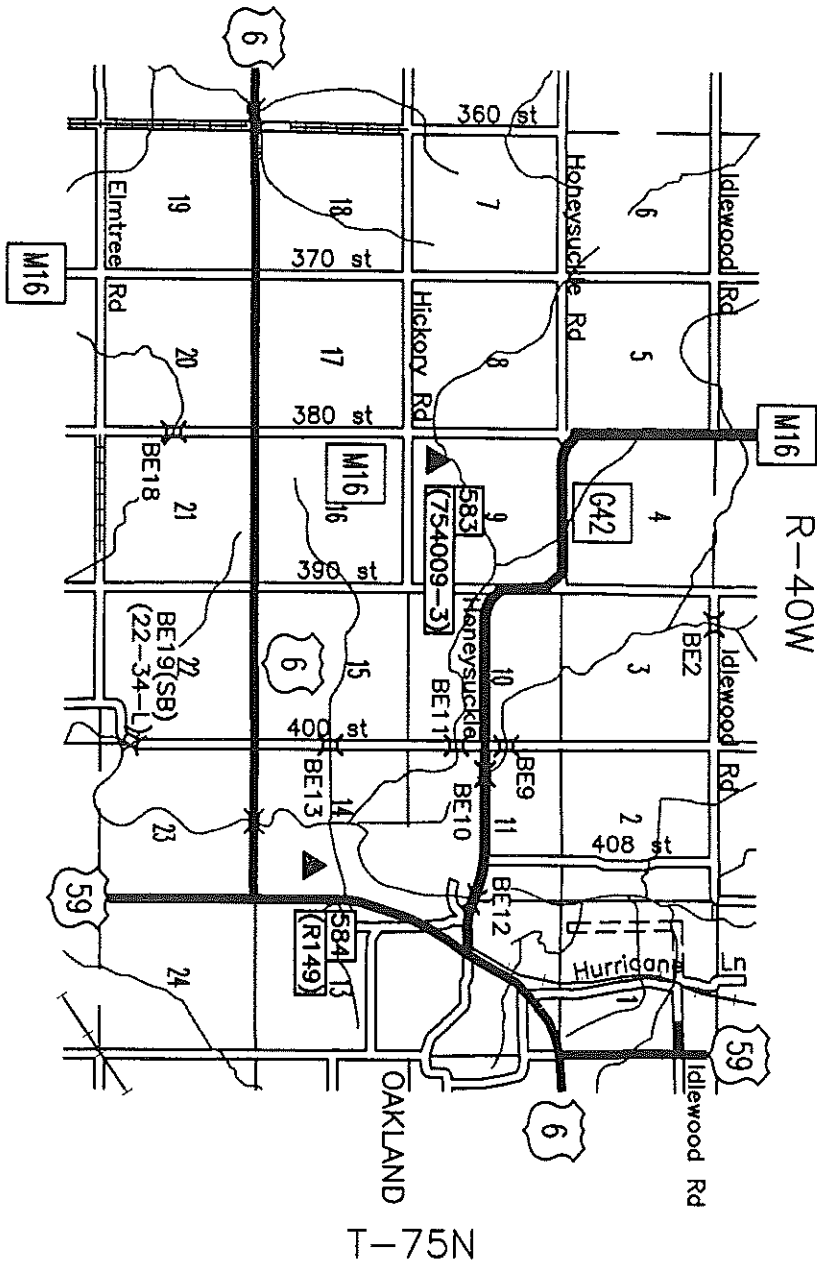 R-40W
T-75N
M16
59
Idlewood Rd
Idlewood Rd
Idlewood Rd
6
5
4
3
2
1
BE2
G42
408 st
Hurricane Ln
360 st
Honeysuckle Rd
6
7
8
9
10
11
BE9
BE10
BE11
BE12
Honeysuckle
583
(754009-3)
370 st
Hickory Rd
380 st
390 st
400 st
OAKLAND
18
17
16
15
14
13
M16
BE13
584
(R149)
6
6
19
20
21
22
23
24
BE18
BE19(SB)
(22-34-L)
Elmtree Rd
M16
59